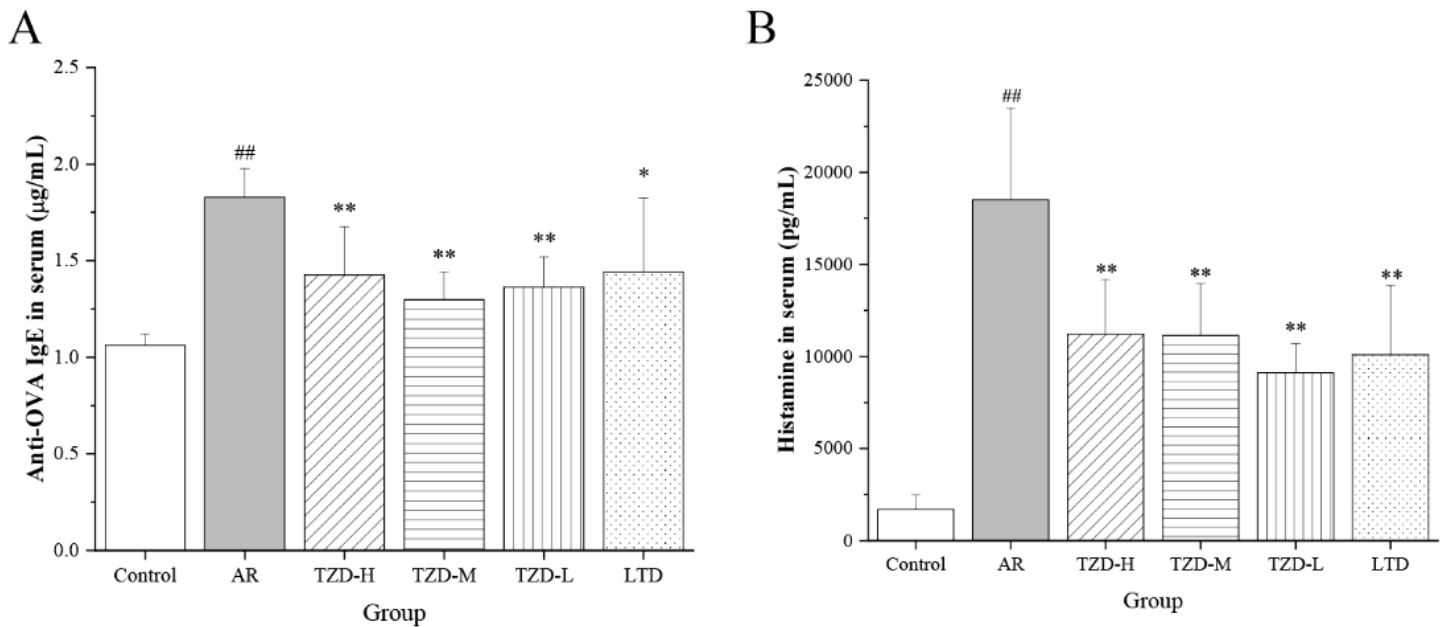 A
Anti-OVA IgE in serum (μg/mL)
2.5
2.0
1.5
1.0
0.5
0.0
##
**
**
**
*
Control AR TZD-H TZD-M TZD-L LTD
Group
B
Histamine in serum (pg/mL)
25000
20000
15000
10000
5000
0
##
**
**
**
**
Control AR TZD-H TZD-M TZD-L LTD
Group